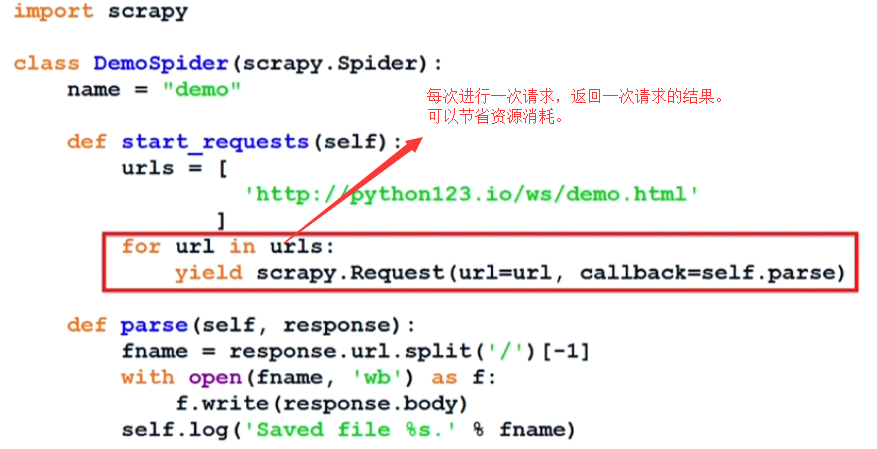 import scrapy
class DemoSpider(scrapy.Spider):
    name = "demo"
每次进行一次请求，返回一次请求的结果。
可以节省资源消耗。
    def start_requests(self):
        urls = [
                 'http://python123.io/ws/demo.html'
               ]
        for url in urls:
            yield scrapy.Request(url=url, callback=self.parse)
    def parse(self, response):
        fname = response.url.split('/')[-1]
        with open(fname, 'wb') as f:
            f.write(response.body)
        self.log('Saved file %s.' % fname)